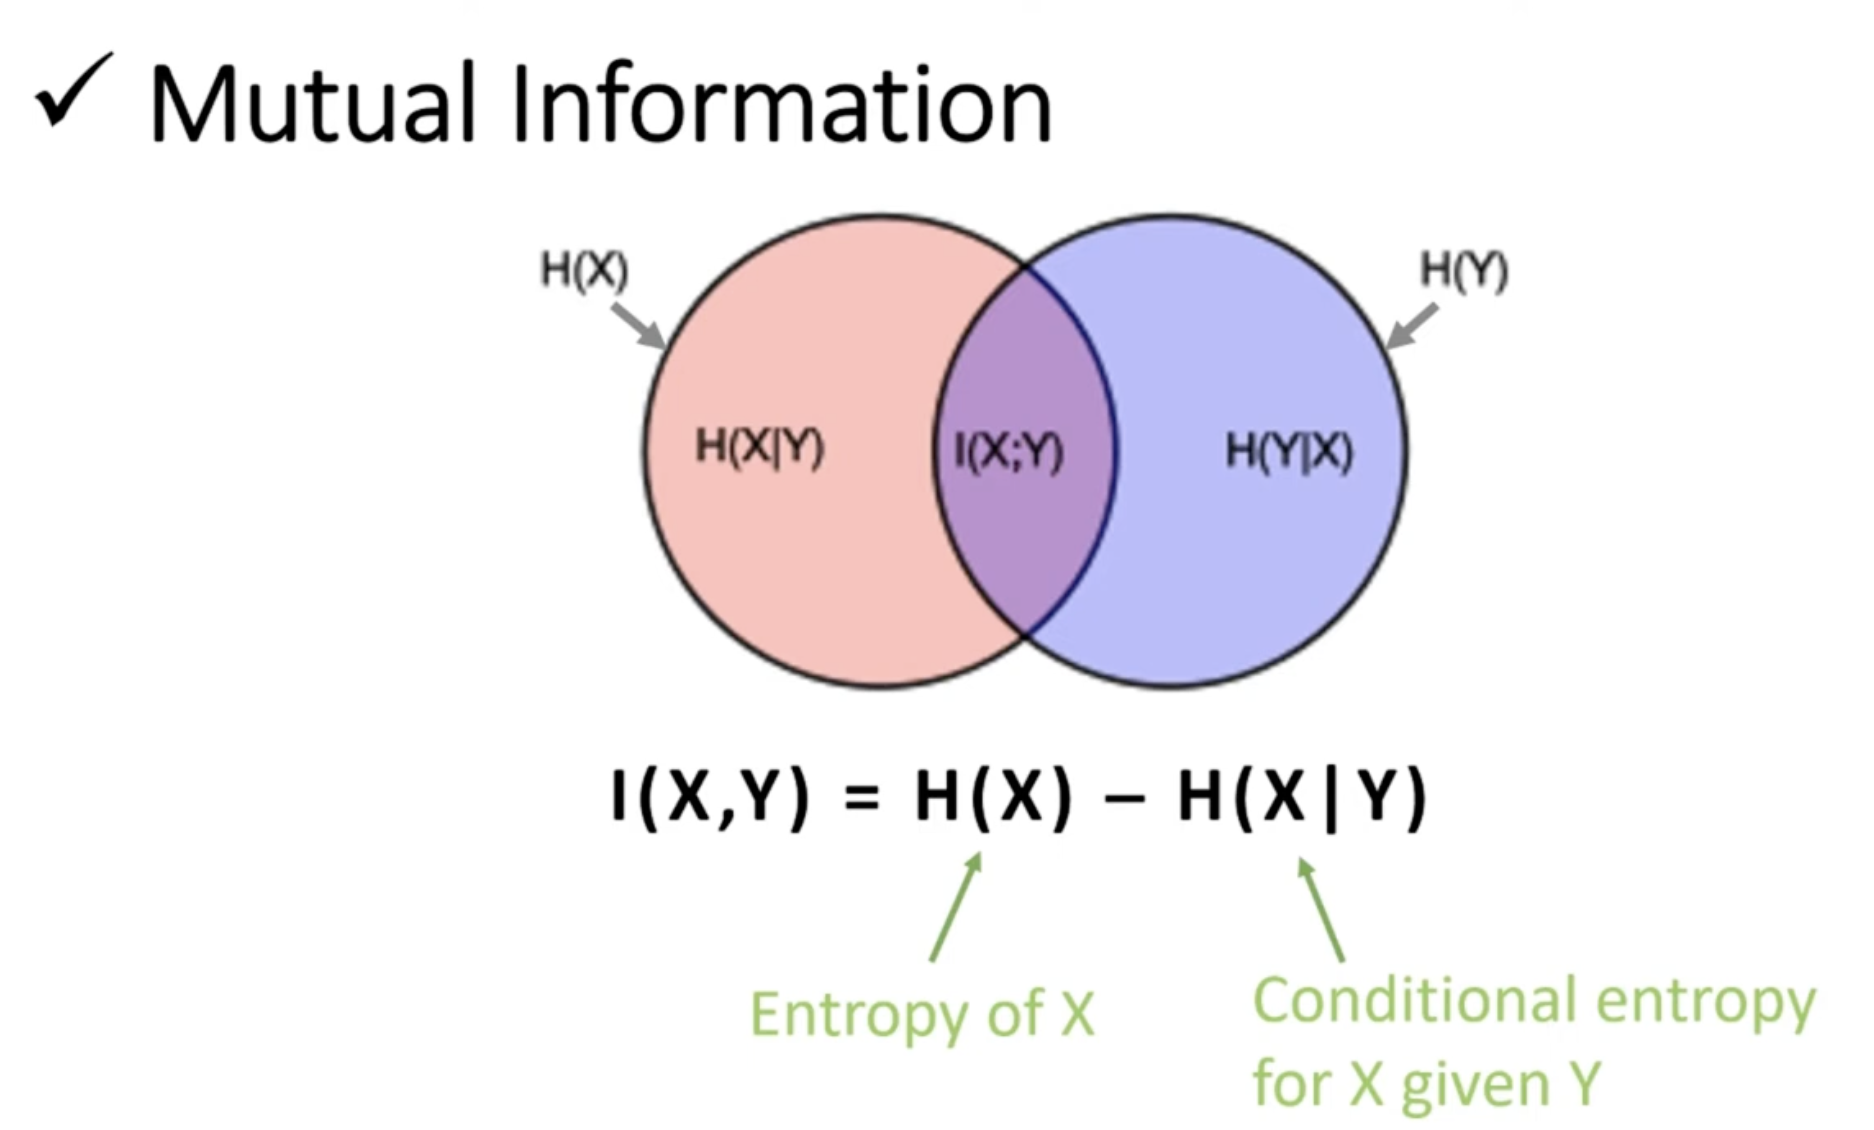 ✓ Mutual Information
H(X)
H(Y)
H(X|Y)
I(X;Y)
H(Y|X)
I(X,Y) = H(X) – H(X|Y)
Entropy of X
Conditional entropy
for X given Y